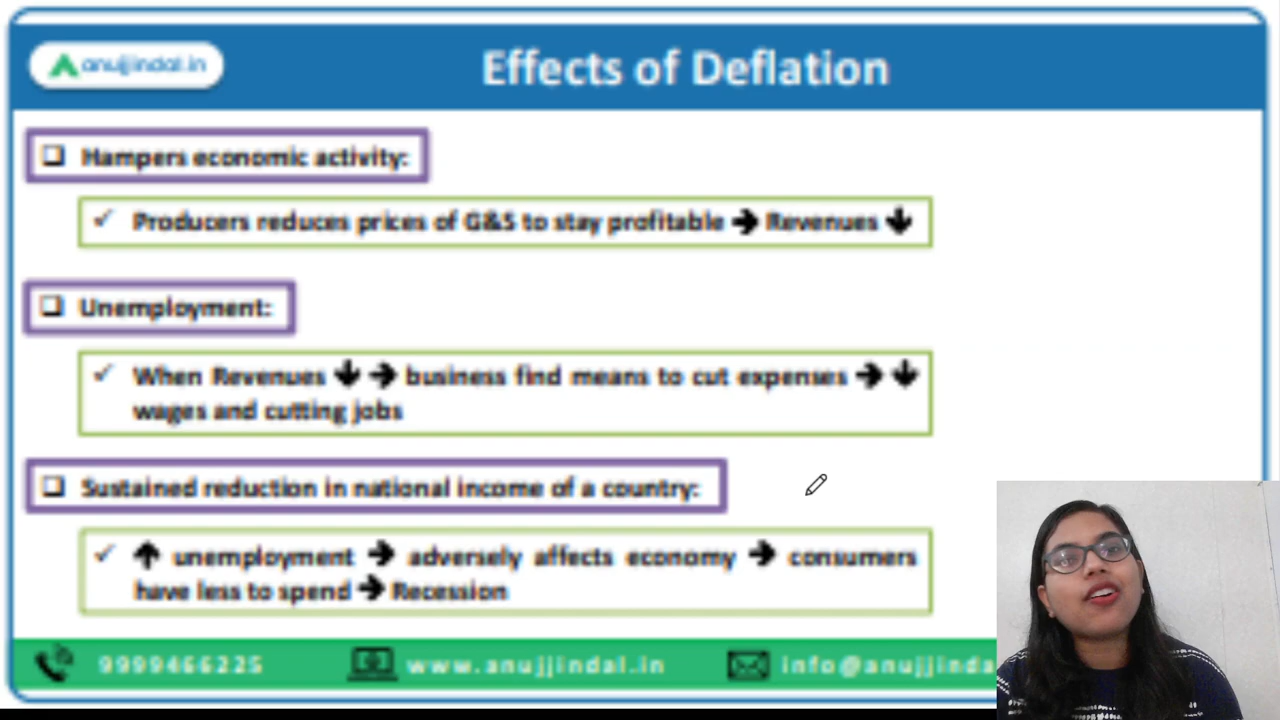 anujjindal.in
Effects of Deflation
❑ Hampers economic activity:
✓ Producers reduces prices of G&S to stay profitable → Revenues ↓
❑ Unemployment:
✓ When Revenues ↓ → business find means to cut expenses → ↓
wages and cutting jobs
❑ Sustained reduction in national income of a country:
✓ ↑ unemployment → adversely affects economy → consumers
have less to spend → Recession
9999466225 www.anujjindal.in info@anujjinda